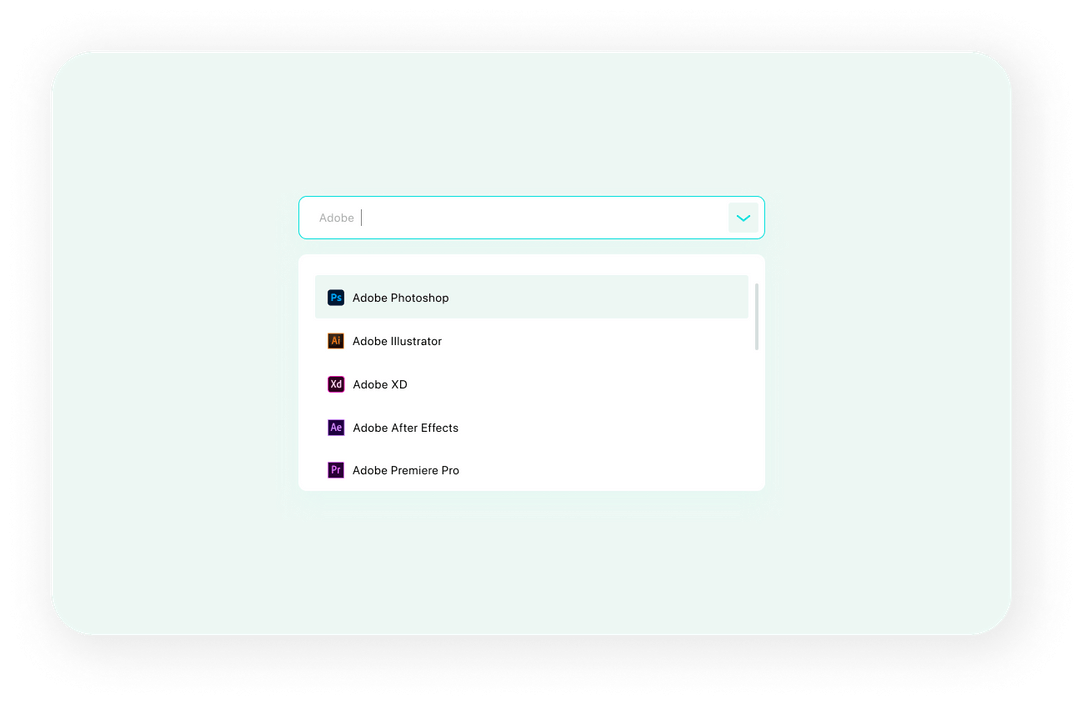 Adobe
Ps Adobe Photoshop
Ai Adobe Illustrator
Xd Adobe XD
Ae Adobe After Effects
Pr Adobe Premiere Pro